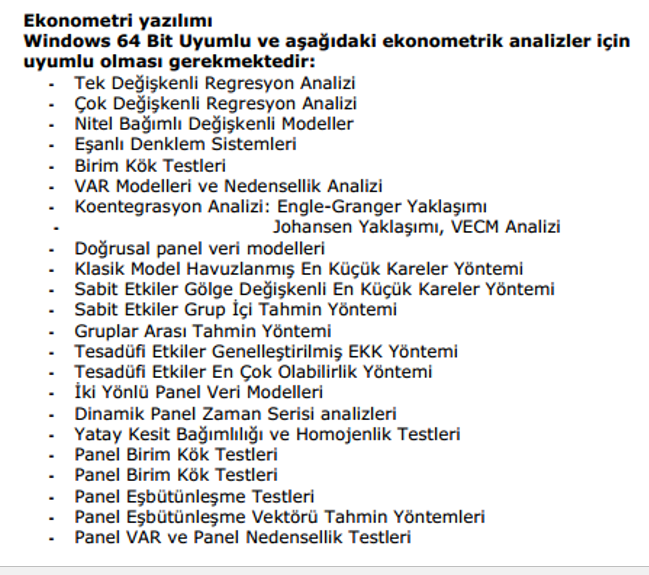 Ekonometri yazılımı
Windows 64 Bit Uyumlu ve aşağıdaki ekonometrik analizler için
uyumlu olması gerekmektedir:
- Tek Değişkenli Regresyon Analizi
- Çok Değişkenli Regresyon Analizi
- Nitel Bağımlı Değişkenli Modeller
- Eşanlı Denklem Sistemleri
- Birim Kök Testleri
- VAR Modelleri ve Nedensellik Analizi
- Koentegrasyon Analizi: Engle-Granger Yaklaşımı
- Johansen Yaklaşımı, VECM Analizi
- Doğrusal panel veri modelleri
- Klasik Model Havuzlanmış En Küçük Kareler Yöntemi
- Sabit Etkiler Gölge Değişkenli En Küçük Kareler Yöntemi
- Sabit Etkiler Grup İçi Tahmin Yöntemi
- Gruplar Arası Tahmin Yöntemi
- Tesadüfi Etkiler Genelleştirilmiş EKK Yöntemi
- Tesadüfi Etkiler En Çok Olabilirlik Yöntemi
- İki Yönlü Panel Veri Modelleri
- Dinamik Panel Zaman Serisi analizleri
- Yatay Kesit Bağımlılığı ve Homojenlik Testleri
- Panel Birim Kök Testleri
- Panel Birim Kök Testleri
- Panel Eşbütünleşme Testleri
- Panel Eşbütünleşme Vektörü Tahmin Yöntemleri
- Panel VAR ve Panel Nedensellik Testleri